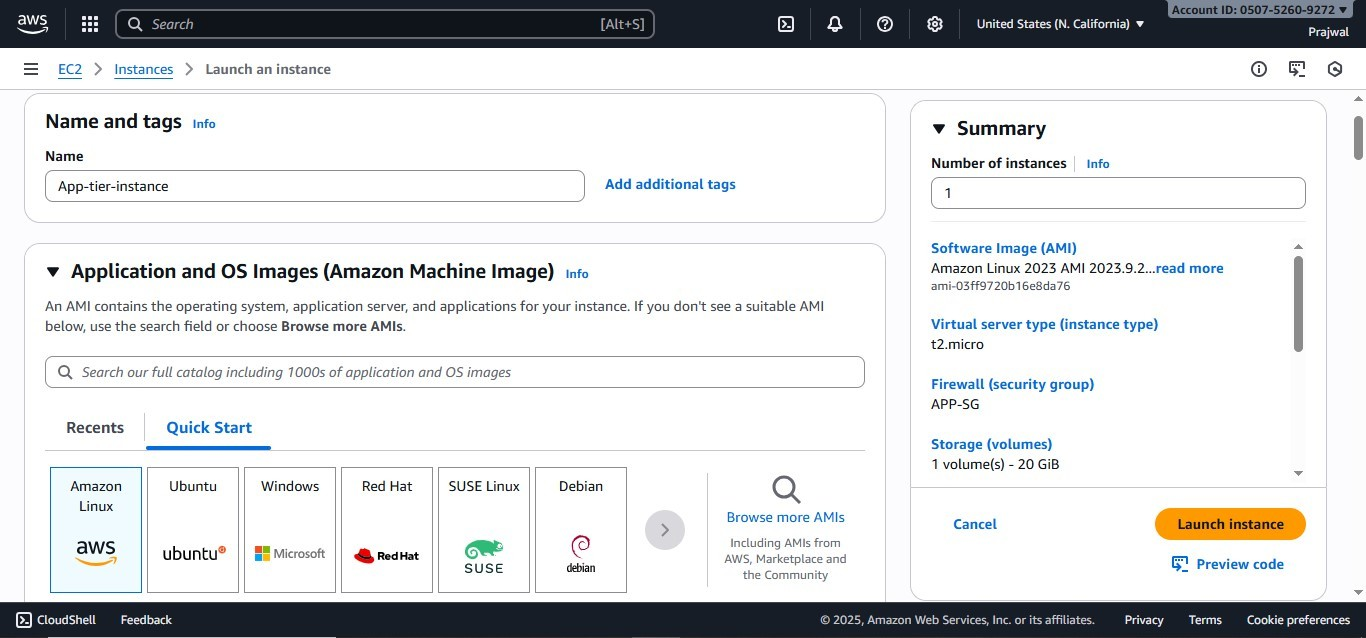 aws
Search
[Alt+S]
United States (N. California)
Account ID: 0507-5260-9272
Prajwal
EC2
Instances
Launch an instance
Name and tags
Info
Name
App-tier-instance
Add additional tags
Application and OS Images (Amazon Machine Image)
Info
An AMI contains the operating system, application server, and applications for your instance. If you don't see a suitable AMI
below, use the search field or choose Browse more AMIs.
Search our full catalog including 1000s of application and OS images
Recents
Quick Start
Amazon
Linux
aws
Ubuntu
ubuntu
Windows
Microsoft
Red Hat
Red Hat
SUSE Linux
SUSE
Debian
debian
Browse more AMIs
Including AMIs from
AWS, Marketplace and
the Community
Summary
Number of instances
Info
1
Software Image (AMI)
Amazon Linux 2023 AMI 2023.9.2...read more
ami-03ff9720b16e8da76
Virtual server type (instance type)
t2.micro
Firewall (security group)
APP-SG
Storage (volumes)
1 volume(s) - 20 GiB
Cancel
Launch instance
Preview code
CloudShell
Feedback
© 2025, Amazon Web Services, Inc. or its affiliates.
Privacy
Terms
Cookie preferences